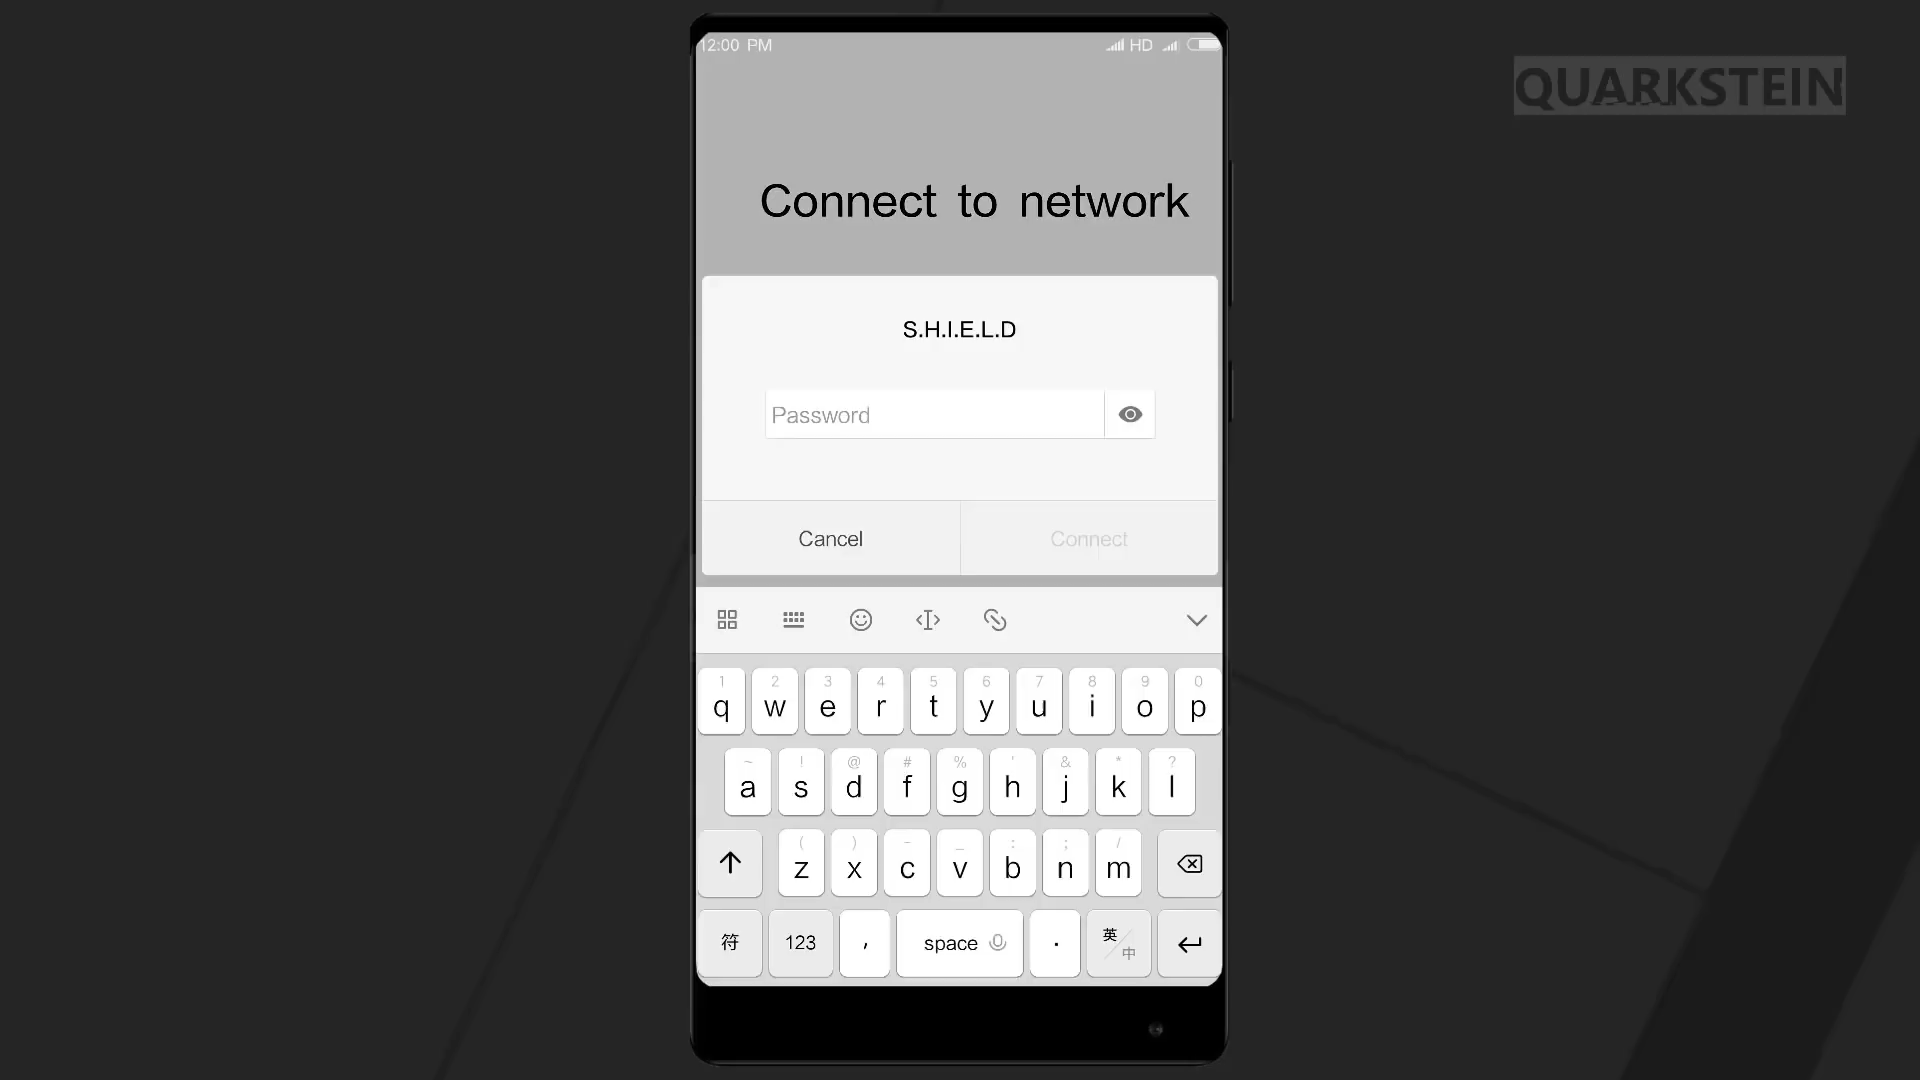 12:00 PM HD
QUARKSTEIN
Connect to network
S.H.I.E.L.D
Password
Cancel Connect
1 2 3 4 5 6 7 8 9 0
q w e r t y u i o p
~ ! @ # % ' & * ?
a s d f g h j k l
( ) - _ : ; /
z x c v b n m
符 123 , space . 英/中